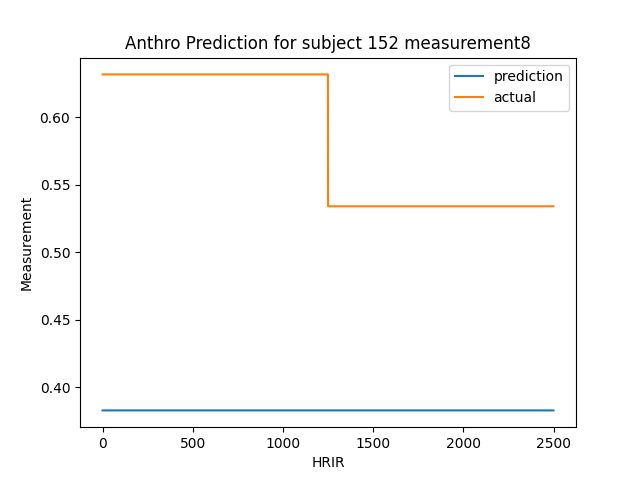 Anthro Prediction for subject 152 measurement8
prediction
actual
0.60
0.55
0.50
0.45
0.40
Measurement
0
500
1000
1500
2000
2500
HRIR